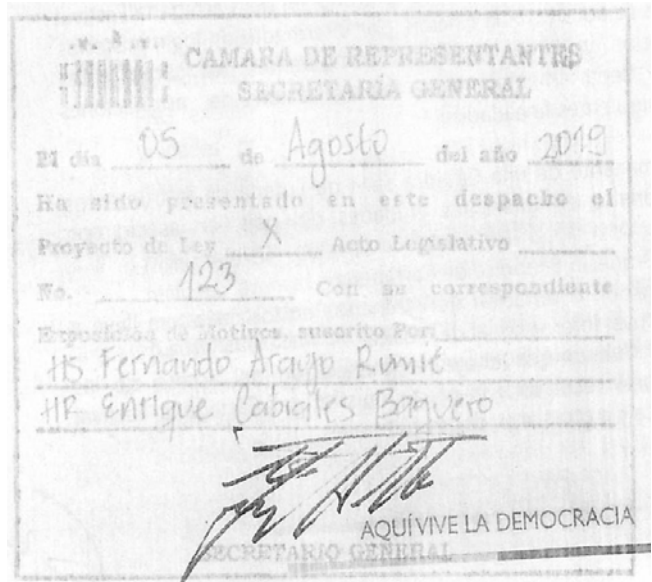 CAMARA DE REPRESENTANTES
SECRETARÍA GENERAL
El día 05 de Agosto del año 2019
Ha sido presentado en este despacho el
Proyecto de Ley X Acto Legislativo
No. 123 Con su correspondiente
Exposición de Motivos, suscrito Por:
HS Fernando Araujo Rumié
HR Enrique Cabrales Baquero
AQUÍ VIVE LA DEMOCRACIA
SECRETARIO GENERAL